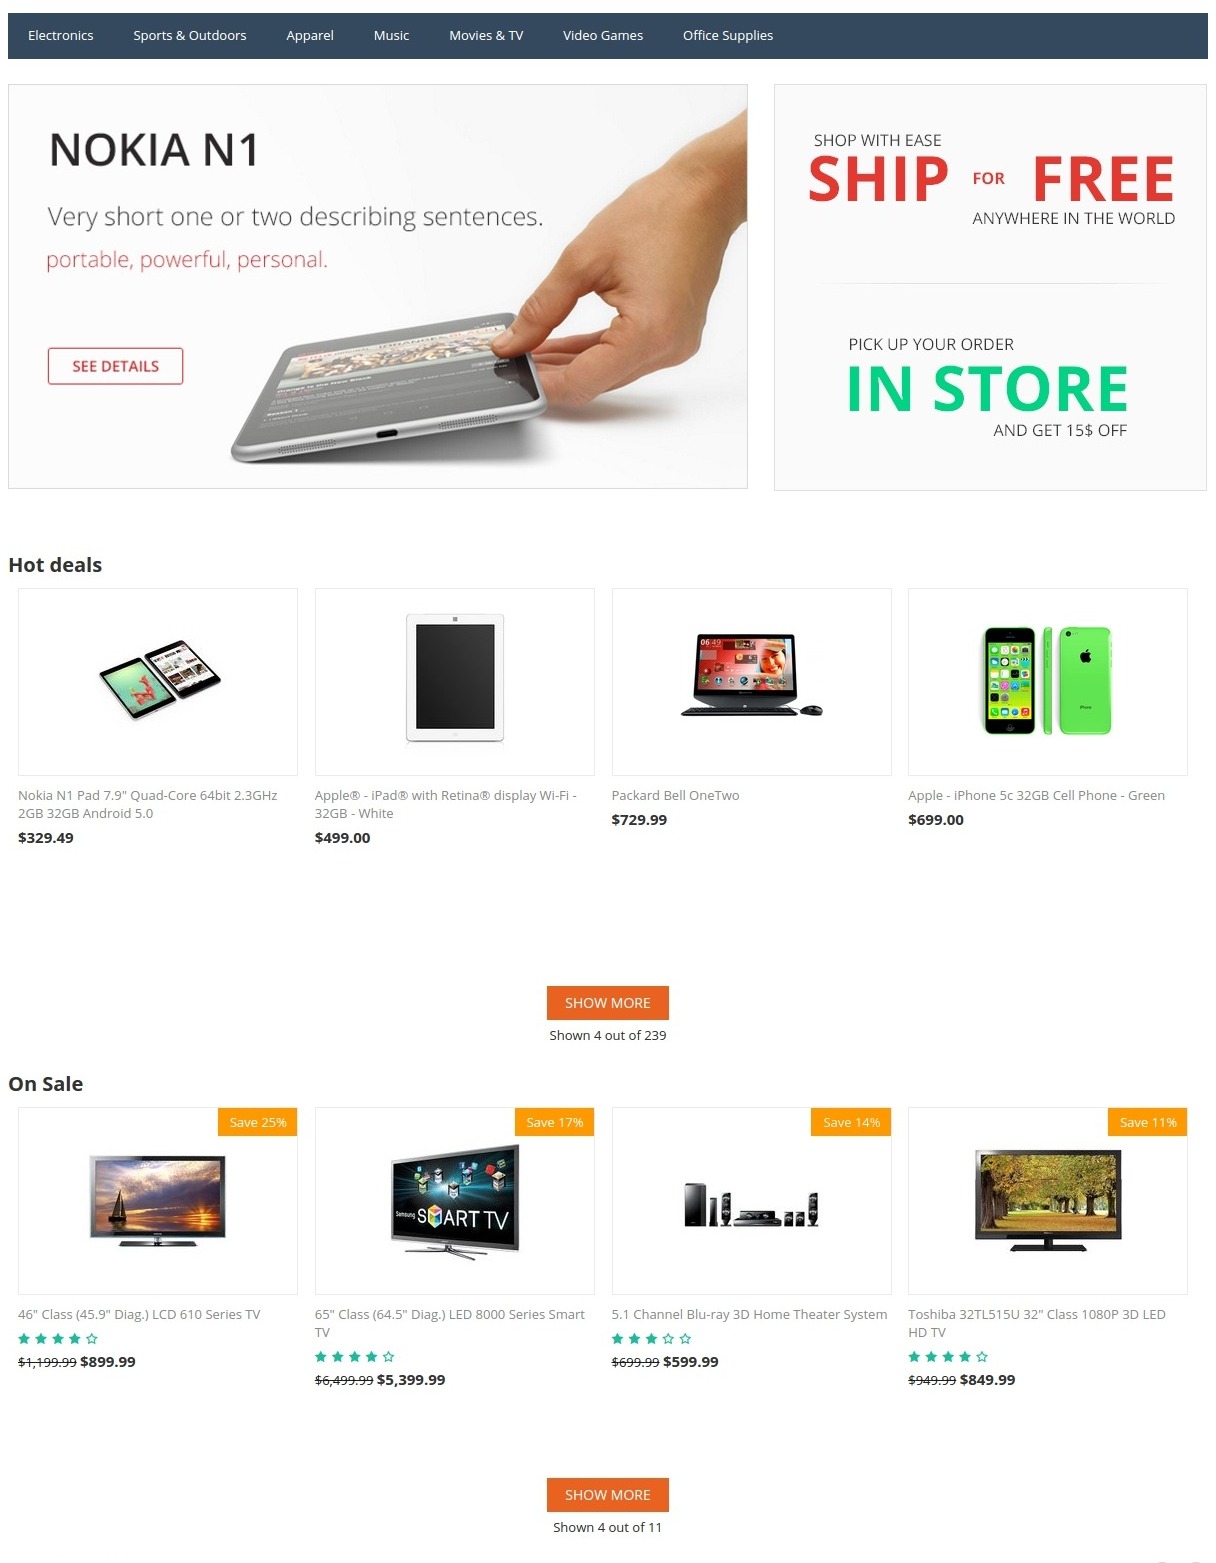 Electronics Sports & Outdoors Apparel Music Movies & TV Video Games Office Supplies
NOKIA N1
Very short one or two describing sentences.
portable, powerful, personal.
SEE DETAILS
SHOP WITH EASE
SHIP FOR FREE
ANYWHERE IN THE WORLD
PICK UP YOUR ORDER
IN STORE
AND GET 15$ OFF
Hot deals
Nokia N1 Pad 7.9" Quad-Core 64bit 2.3GHz
2GB 32GB Android 5.0
$329.49
Apple® - iPad® with Retina® display Wi-Fi -
32GB - White
$499.00
06:49
Packard Bell OneTwo
$729.99
iPhone
Apple - iPhone 5c 32GB Cell Phone - Green
$699.00
SHOW MORE
Shown 4 out of 239
On Sale
Save 25%
46" Class (45.9" Diag.) LCD 610 Series TV
$1,199.99 $899.99
Save 17%
Samsung SMART TV
65" Class (64.5" Diag.) LED 8000 Series Smart
TV
$6,499.99 $5,399.99
Save 14%
5.1 Channel Blu-ray 3D Home Theater System
$699.99 $599.99
Save 11%
Toshiba 32TL515U 32" Class 1080P 3D LED
HD TV
$949.99 $849.99
SHOW MORE
Shown 4 out of 11